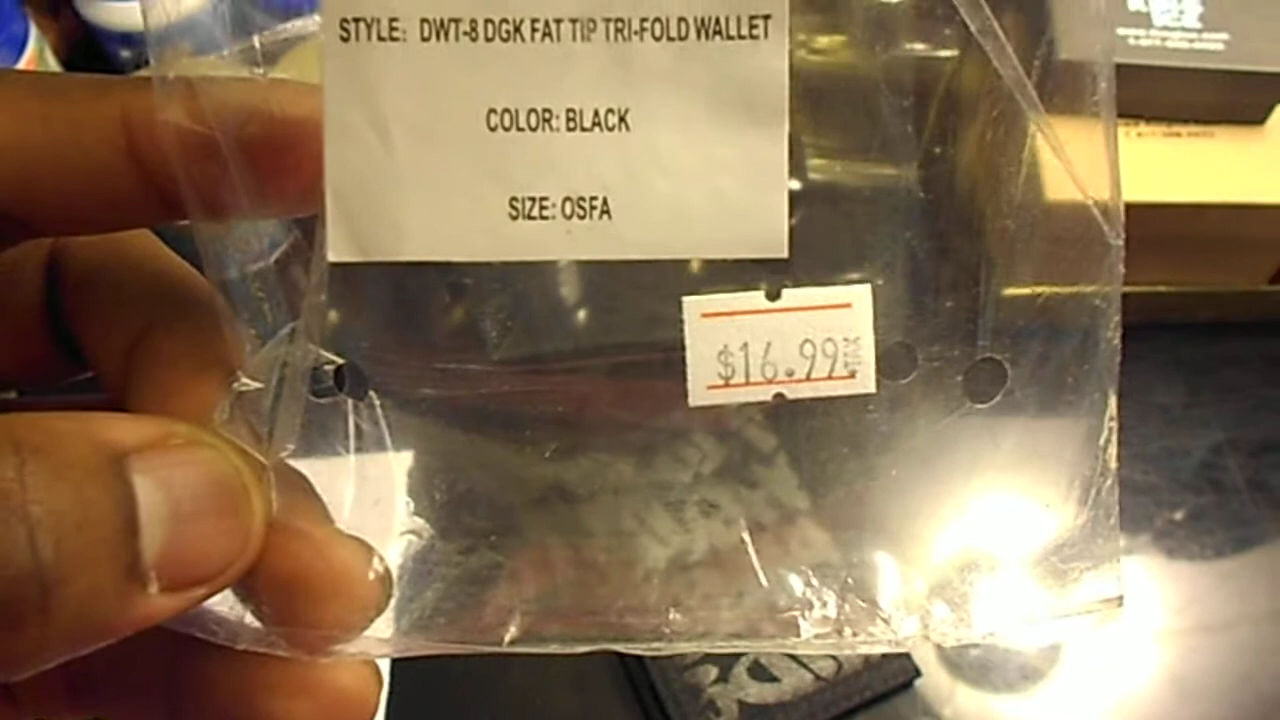 STYLE: DWT-8 DGK FAT TIP TRI-FOLD WALLET
COLOR: BLACK
SIZE: OSFA
$16.99